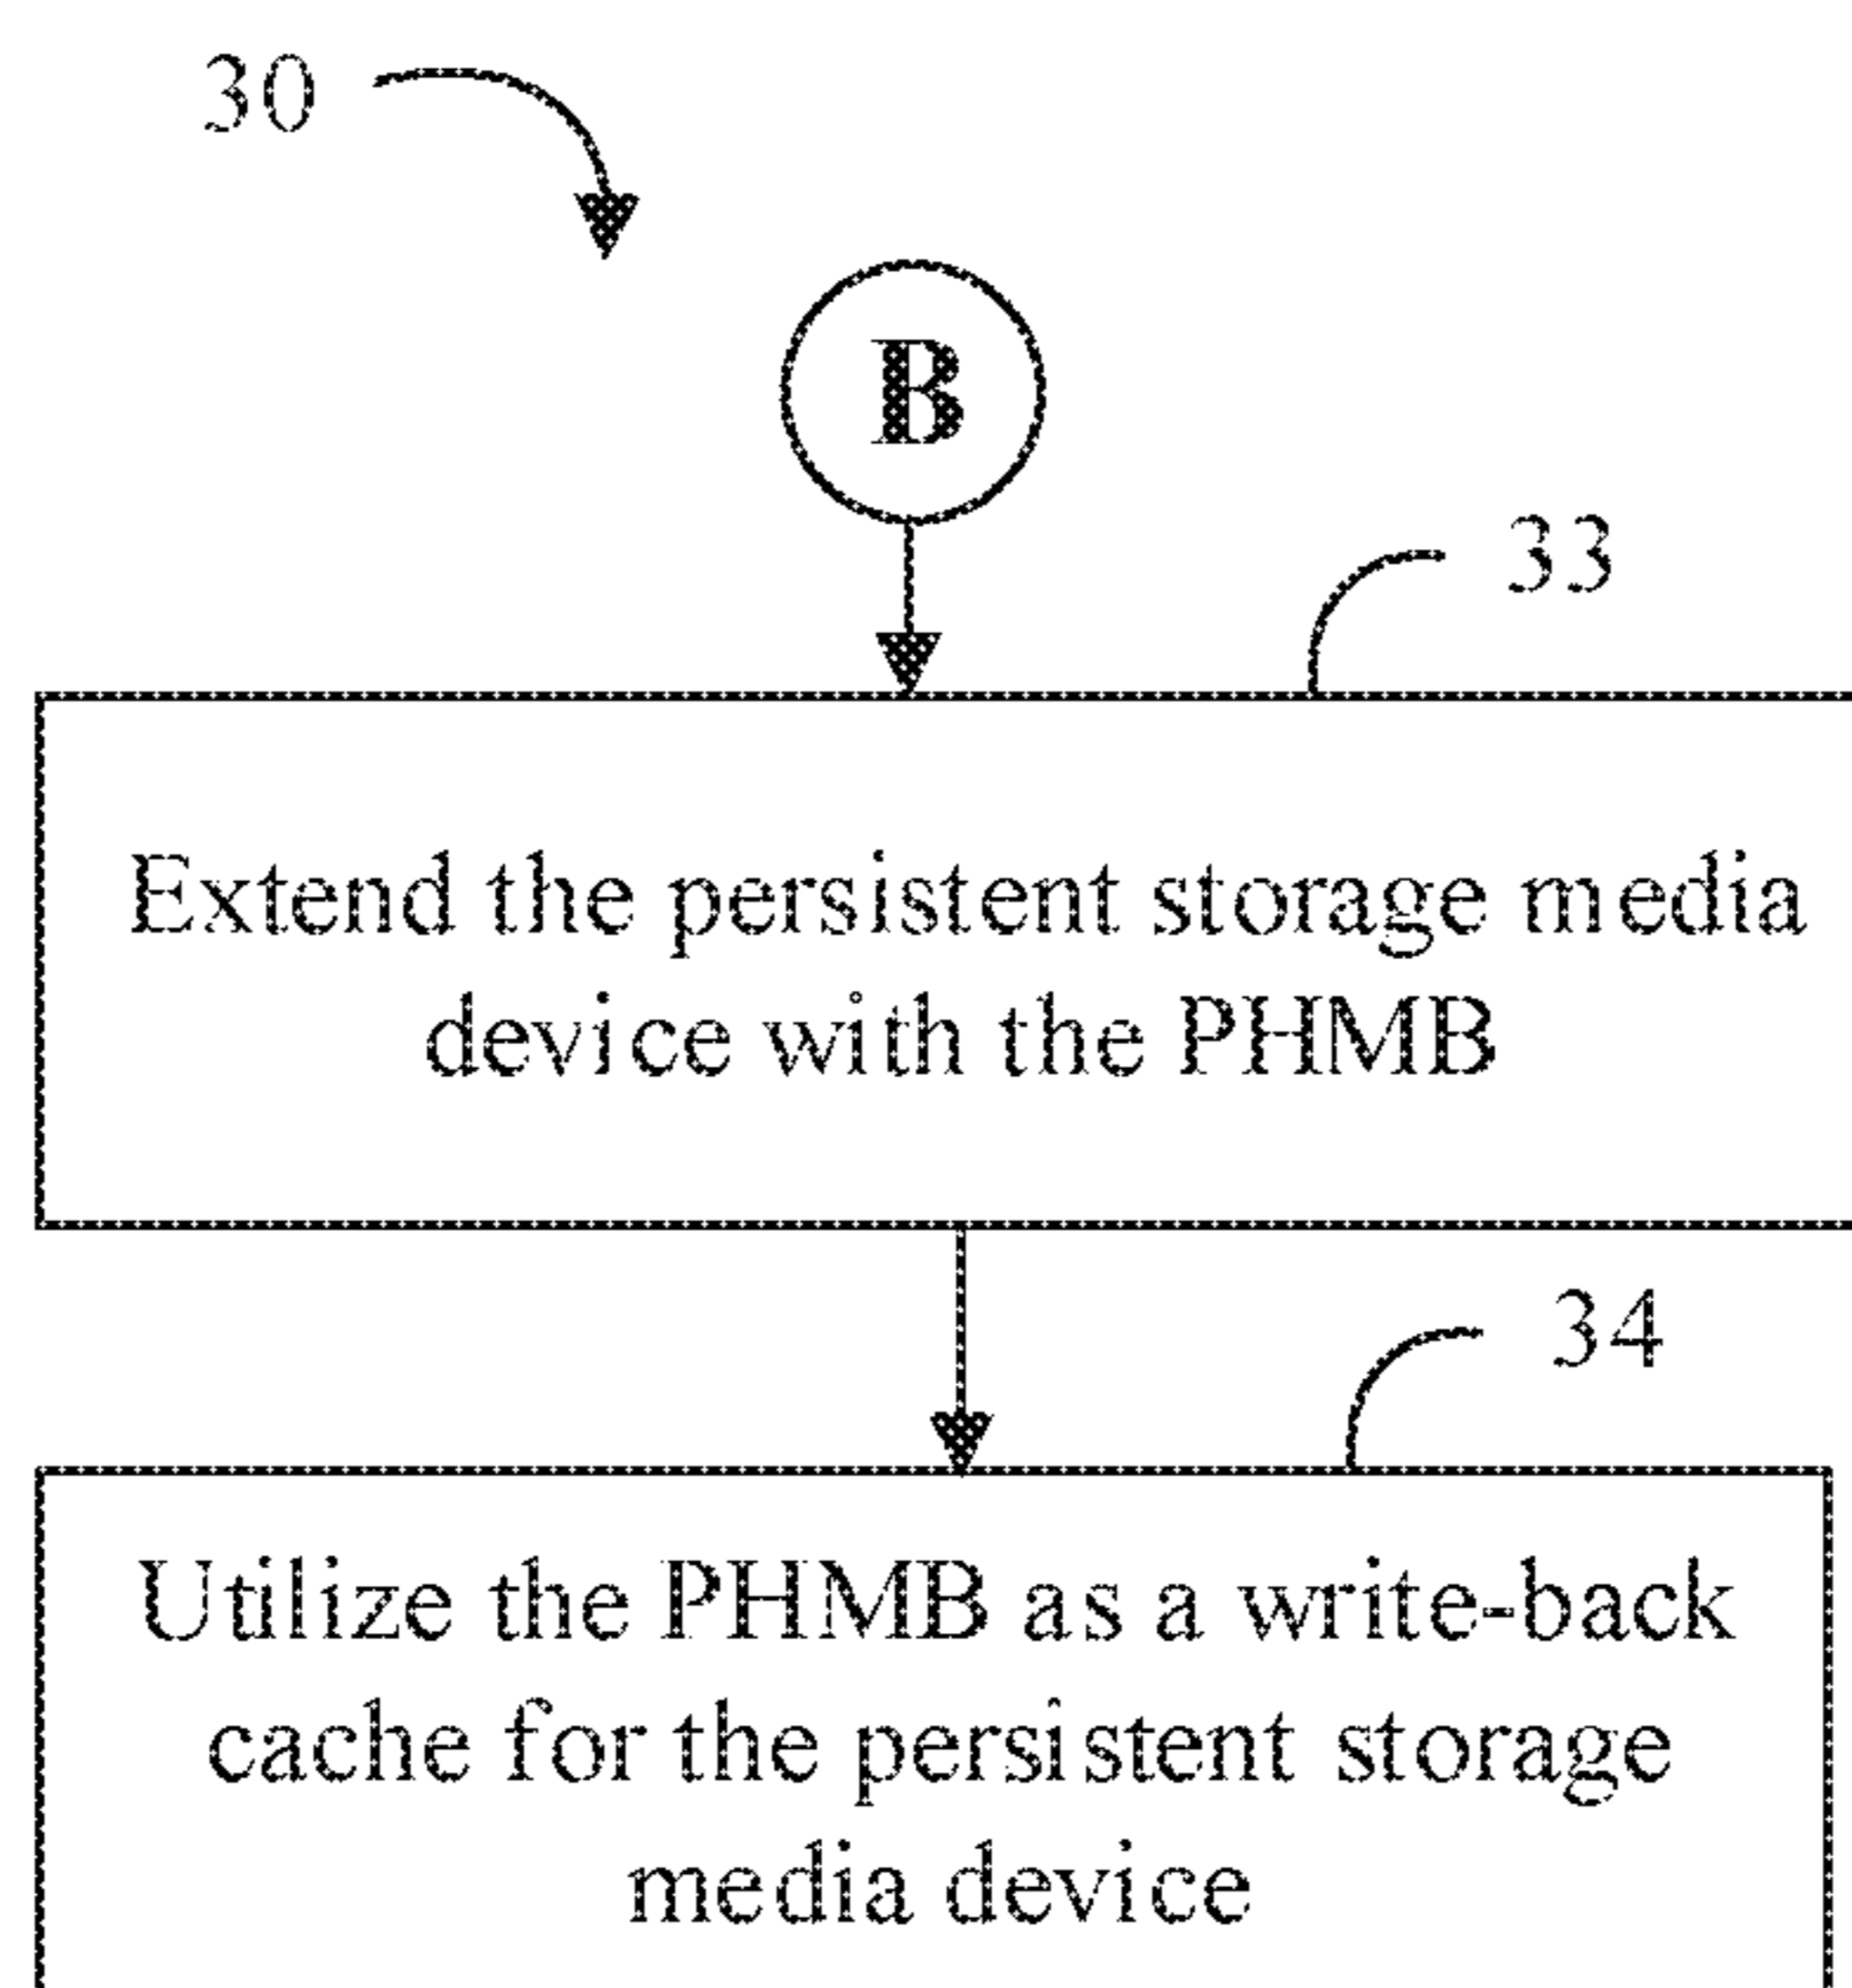 30
B
33
Extend the persistent storage media
device with the PHMB
34
Utilize the PHMB as a write-back
cache for the persistent storage
media device